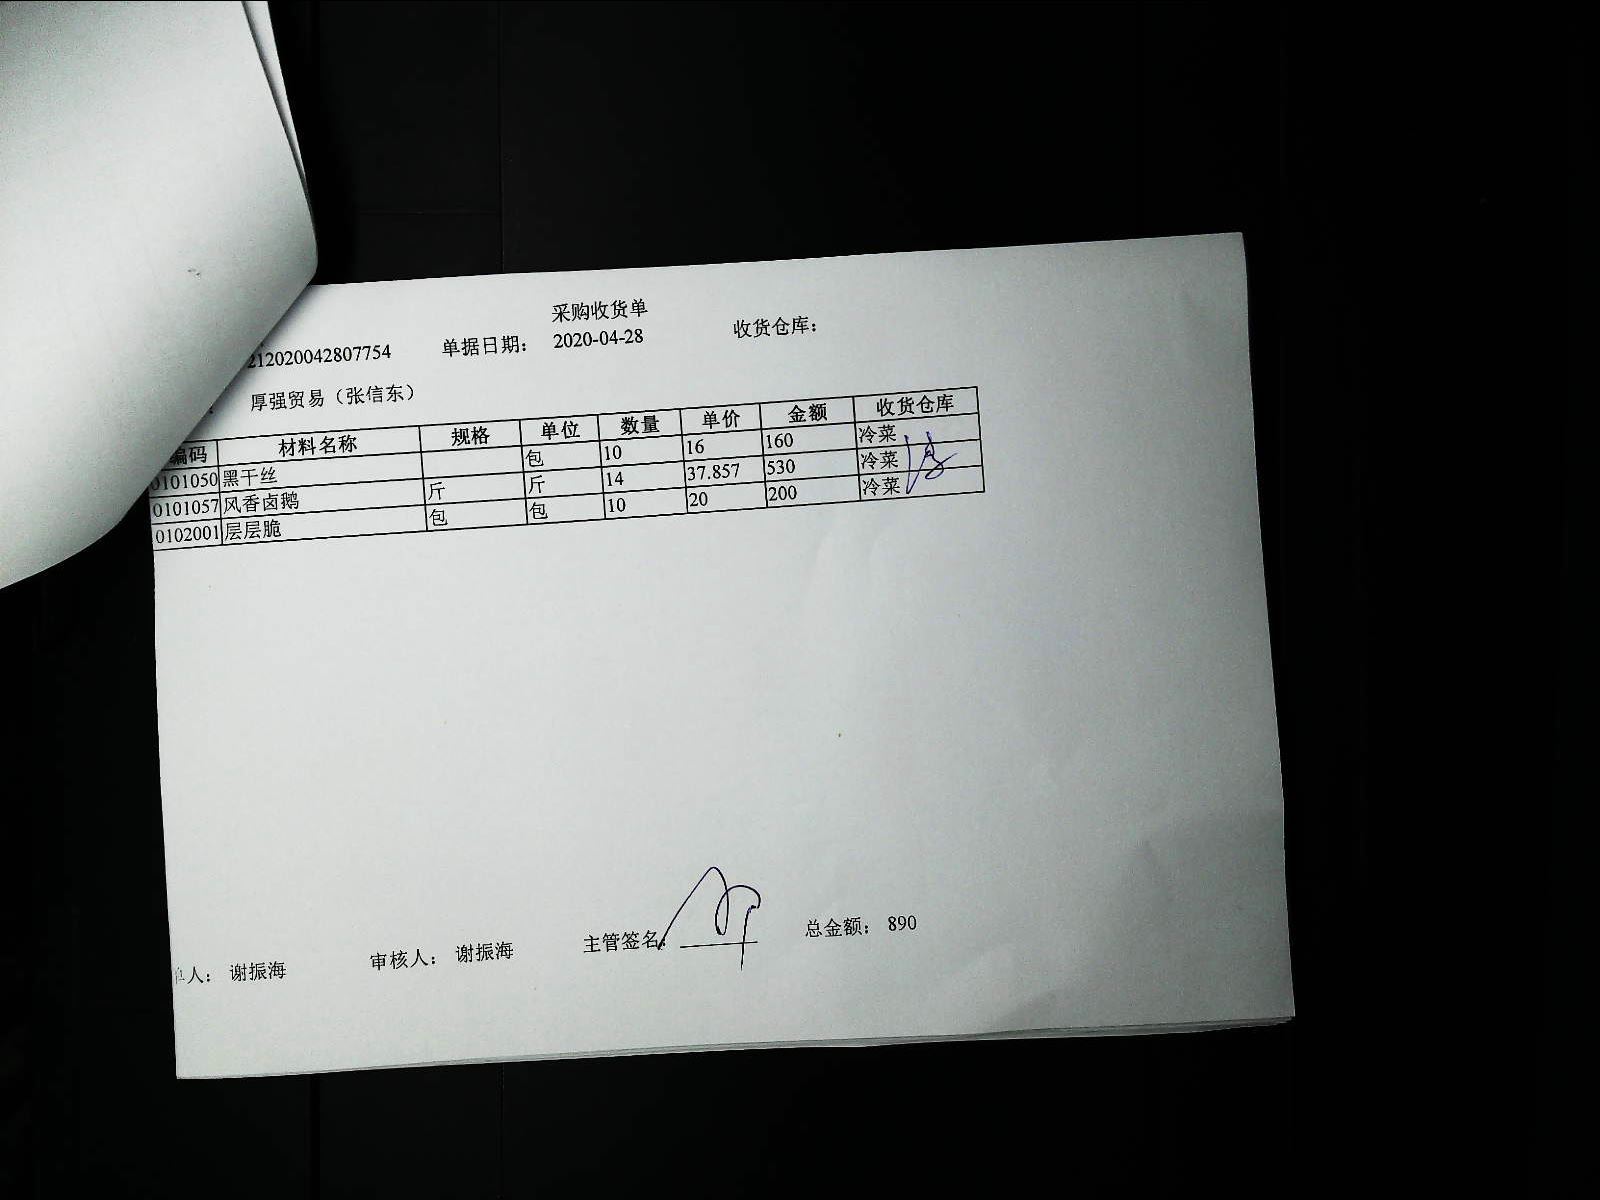 采购收货单
212020042807754 单据日期: 2020-04-28 收货仓库:
厚强贸易（张信东）
编码 材料名称 规格 单位 数量 单价 金额 收货仓库
0101050 黑干丝 包 10 16 160 冷菜
0101057 风香卤鹅 斤 斤 14 37.857 530 冷菜
0102001 层层脆 包 包 10 20 200 冷菜
人: 谢振海 审核人: 谢振海 主管签名: 总金额: 890